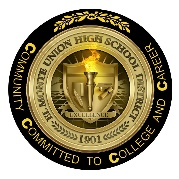 EL MONTE UNION HIGH SCHOOL DISTRICT
EXCELLENCE
1901
COMMUNITY COMMITTED TO COLLEGE AND CAREER